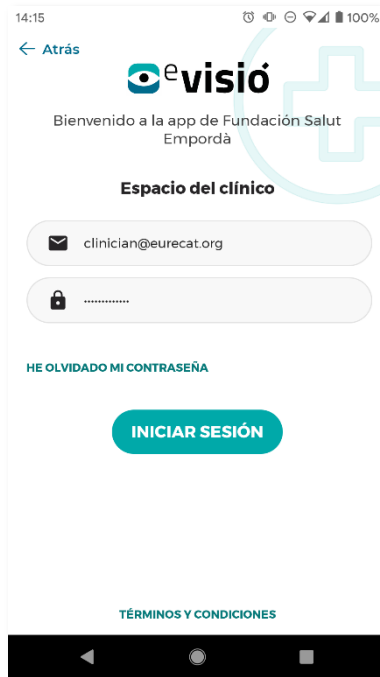 14:15
100%
Atrás
evisió
Bienvenido a la app de Fundación Salut
Empordà
Espacio del clínico
clinician@eurecat.org
.............
HE OLVIDADO MI CONTRASEÑA
INICIAR SESIÓN
TÉRMINOS Y CONDICIONES